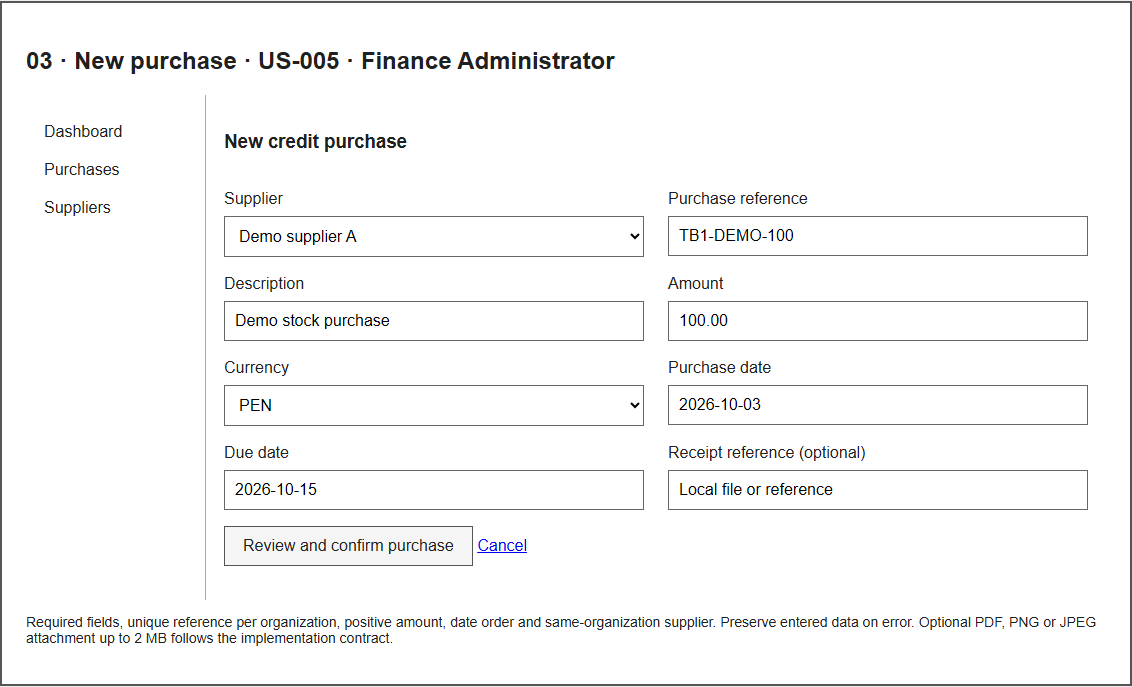 03 · New purchase · US-005 · Finance Administrator
Dashboard
Purchases
Suppliers
New credit purchase
Supplier
Demo supplier A
Purchase reference
TB1-DEMO-100
Description
Demo stock purchase
Amount
100.00
Currency
PEN
Purchase date
2026-10-03
Due date
2026-10-15
Receipt reference (optional)
Local file or reference
Review and confirm purchase
Cancel
Required fields, unique reference per organization, positive amount, date order and same-organization supplier. Preserve entered data on error. Optional PDF, PNG or JPEG
attachment up to 2 MB follows the implementation contract.